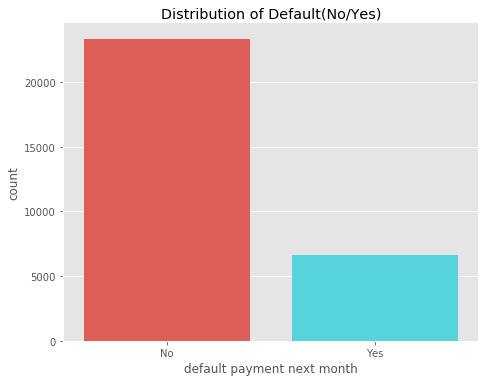 Distribution of Default(No/Yes)
count
20000
15000
10000
5000
0
No Yes
default payment next month